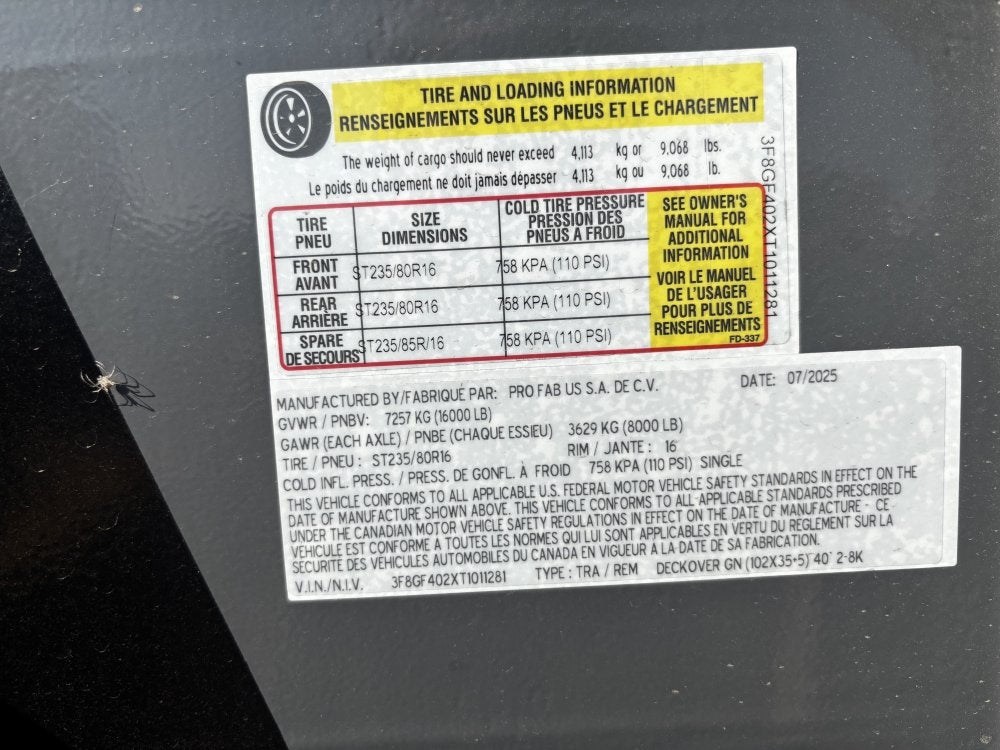 TIRE AND LOADING INFORMATION
RENSEIGNEMENTS SUR LES PNEUS ET LE CHARGEMENT
The weight of cargo should never exceed 4,113 kg or 9,068 lbs.
Le poids du chargement ne doit jamais dépasser 4,113 kg ou 9,068 lb.
TIRE PNEU SIZE DIMENSIONS COLD TIRE PRESSURE PRESSION DES PNEUS A FROID
FRONT AVANT ST235/80R16 758 KPA (110 PSI)
REAR ARRIÈRE ST235/80R16 758 KPA (110 PSI)
SPARE DE SECOURS ST235/85R/16 758 KPA (110 PSI)
SEE OWNER'S
MANUAL FOR
ADDITIONAL
INFORMATION
VOIR LE MANUEL
DE L'USAGER
POUR PLUS DE
RENSEIGNEMENTS
FD-337
3F8GF402XT1011281
MANUFACTURED BY/FABRIQUÉ PAR: PRO FAB US S.A. DE C.V. DATE: 07/2025
GVWR / PNBV: 7257 KG (16000 LB)
GAWR (EACH AXLE) / PNBE (CHAQUE ESSIEU) 3629 KG (8000 LB)
TIRE / PNEU : ST235/80R16 RIM / JANTE : 16
COLD INFL. PRESS. / PRESS. DE GONFL. À FROID 758 KPA (110 PSI) SINGLE
THIS VEHICLE CONFORMS TO ALL APPLICABLE U.S. FEDERAL MOTOR VEHICLE SAFETY STANDARDS IN EFFECT ON THE
DATE OF MANUFACTURE SHOWN ABOVE. THIS VEHICLE CONFORMS TO ALL APPLICABLE STANDARDS PRESCRIBED
UNDER THE CANADIAN MOTOR VEHICLE SAFETY REGULATIONS IN EFFECT ON THE DATE OF MANUFACTURE - CE
VEHICULE EST CONFORME A TOUTES LES NORMES QUI LUI SONT APPLICABLES EN VERTU DU REGLEMENT SUR LA
SECURITE DES VEHICULES AUTOMOBILES DU CANADA EN VIGUEUR A LA DATE DE SA FABRICATION.
V.I.N./N.I.V. 3F8GF402XT1011281 TYPE : TRA / REM DECKOVER GN (102X35+5) 40' 2-8K